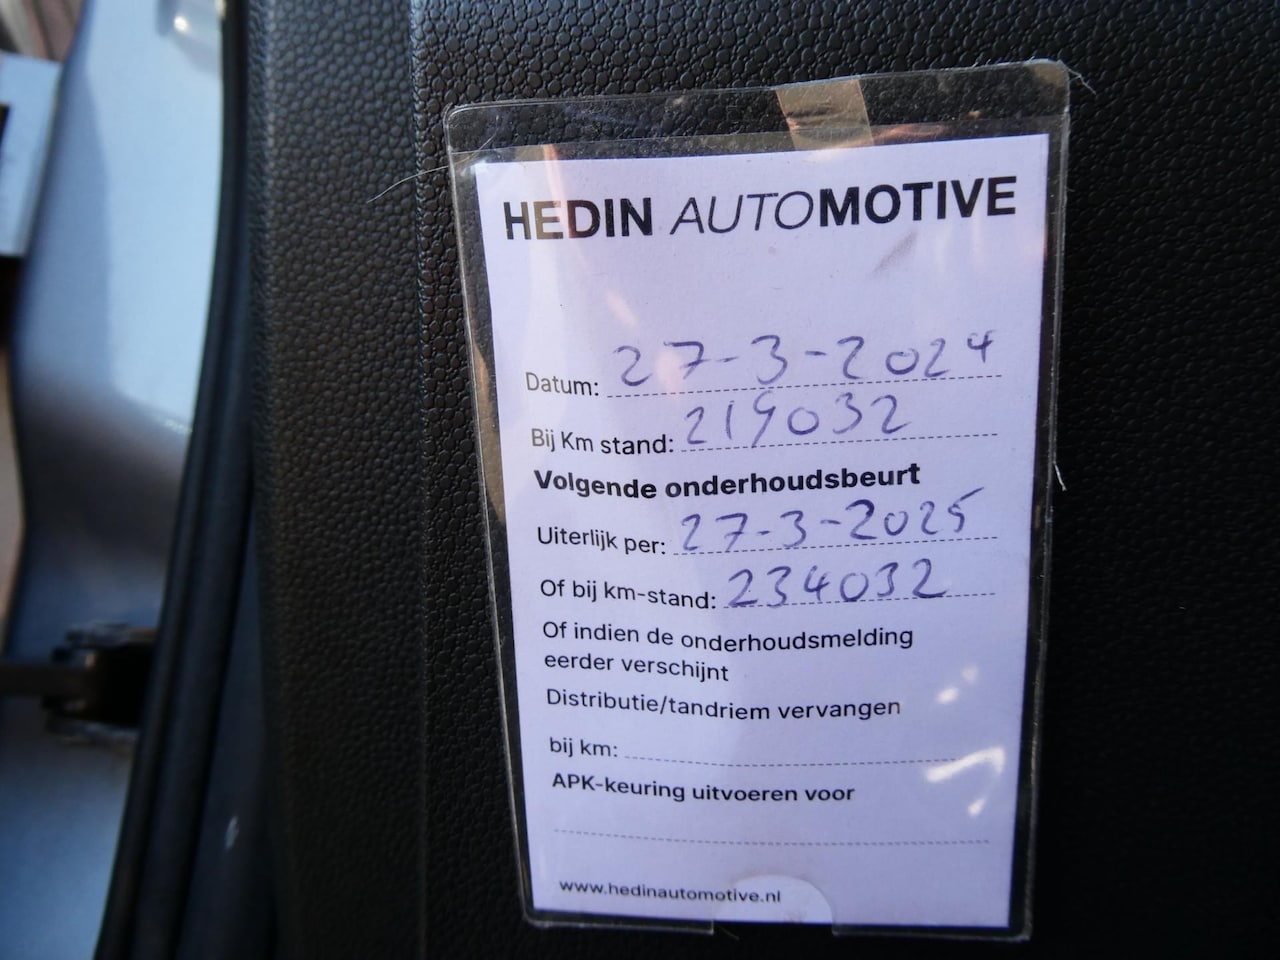 HEDIN AUTOMOTIVE
Datum: 27-3-2024
Bij Km stand: 219032
Volgende onderhoudsbeurt
Uiterlijk per: 27-3-2025
Of bij km-stand: 234032
Of indien de onderhoudsmelding
eerder verschijnt
Distributie/tandriem vervangen
bij km:
APK-keuring uitvoeren voor
www.hedinautomotive.nl